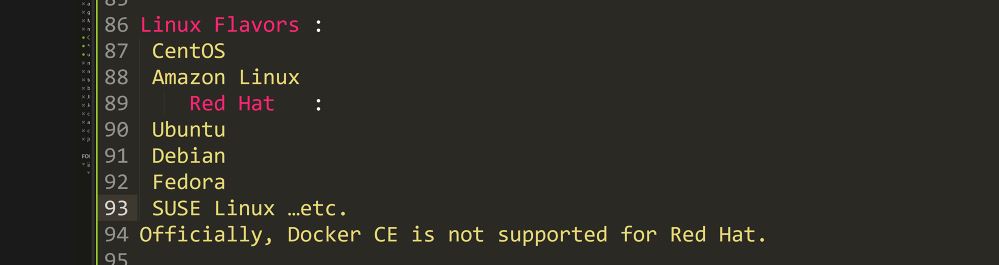 85
86 Linux Flavors :
87 CentOS
88 Amazon Linux
89 Red Hat :
90 Ubuntu
91 Debian
92 Fedora
93 SUSE Linux …etc.
94 Officially, Docker CE is not supported for Red Hat.
95